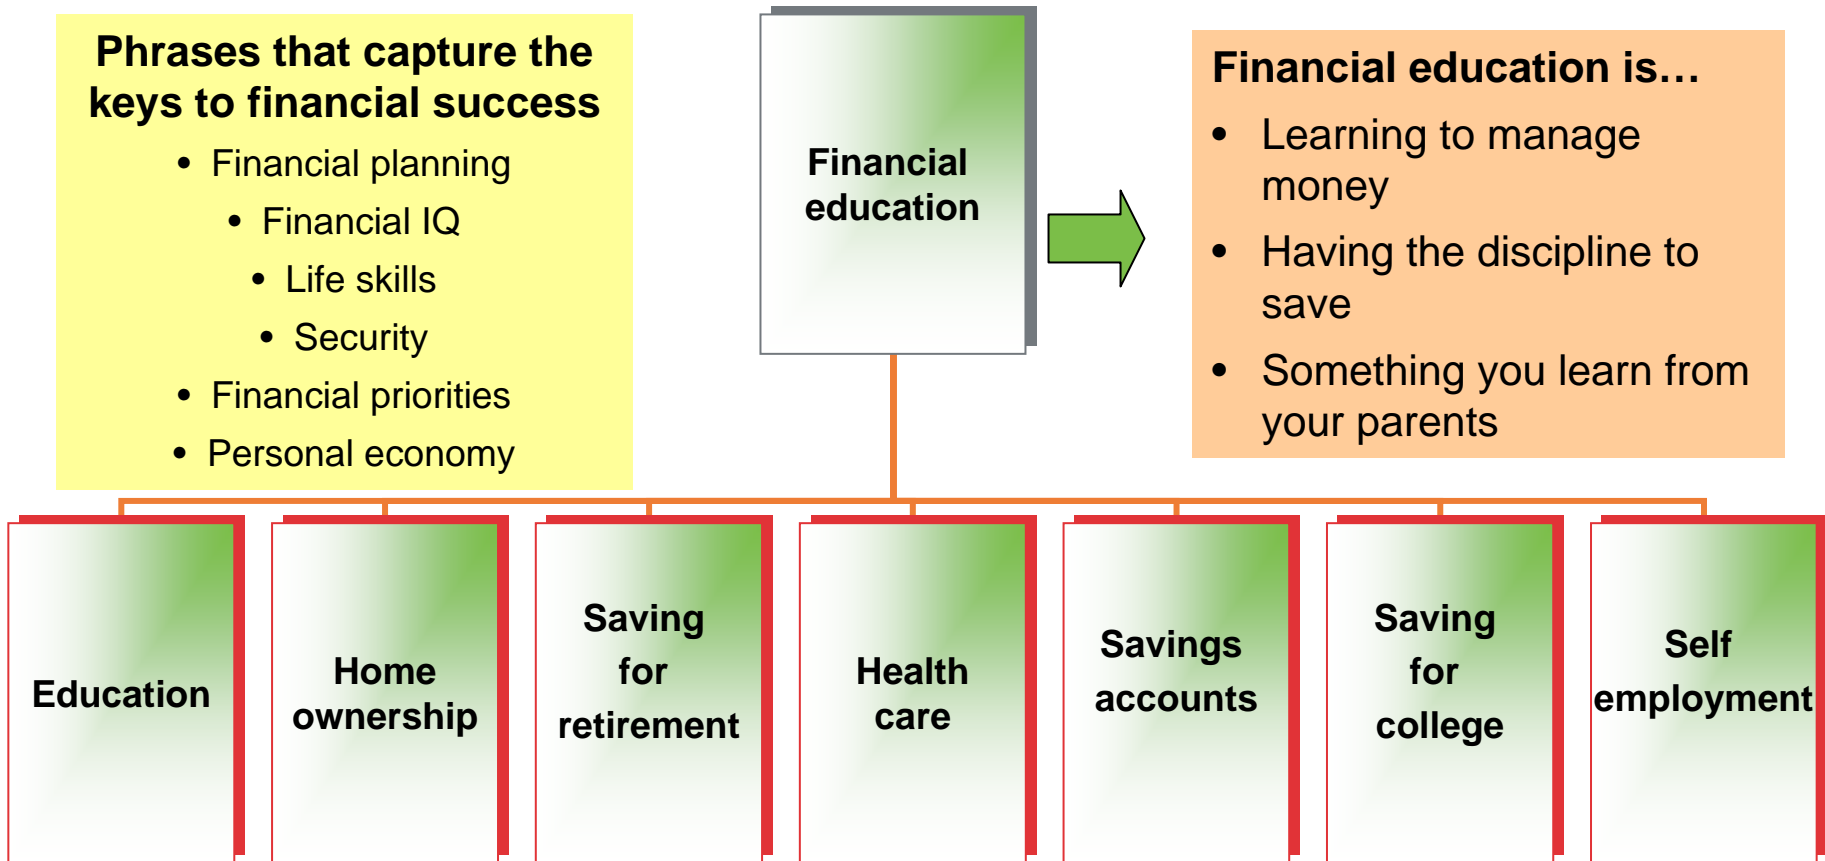 Phrases that capture the
keys to financial success
• Financial planning
• Financial IQ
• Life skills
• Security
• Financial priorities
• Personal economy
Financial
education
Financial education is…
• Learning to manage
money
• Having the discipline to
save
• Something you learn from
your parents
Education
Home
ownership
Saving
for
retirement
Health
care
Savings
accounts
Saving
for
college
Self
employment